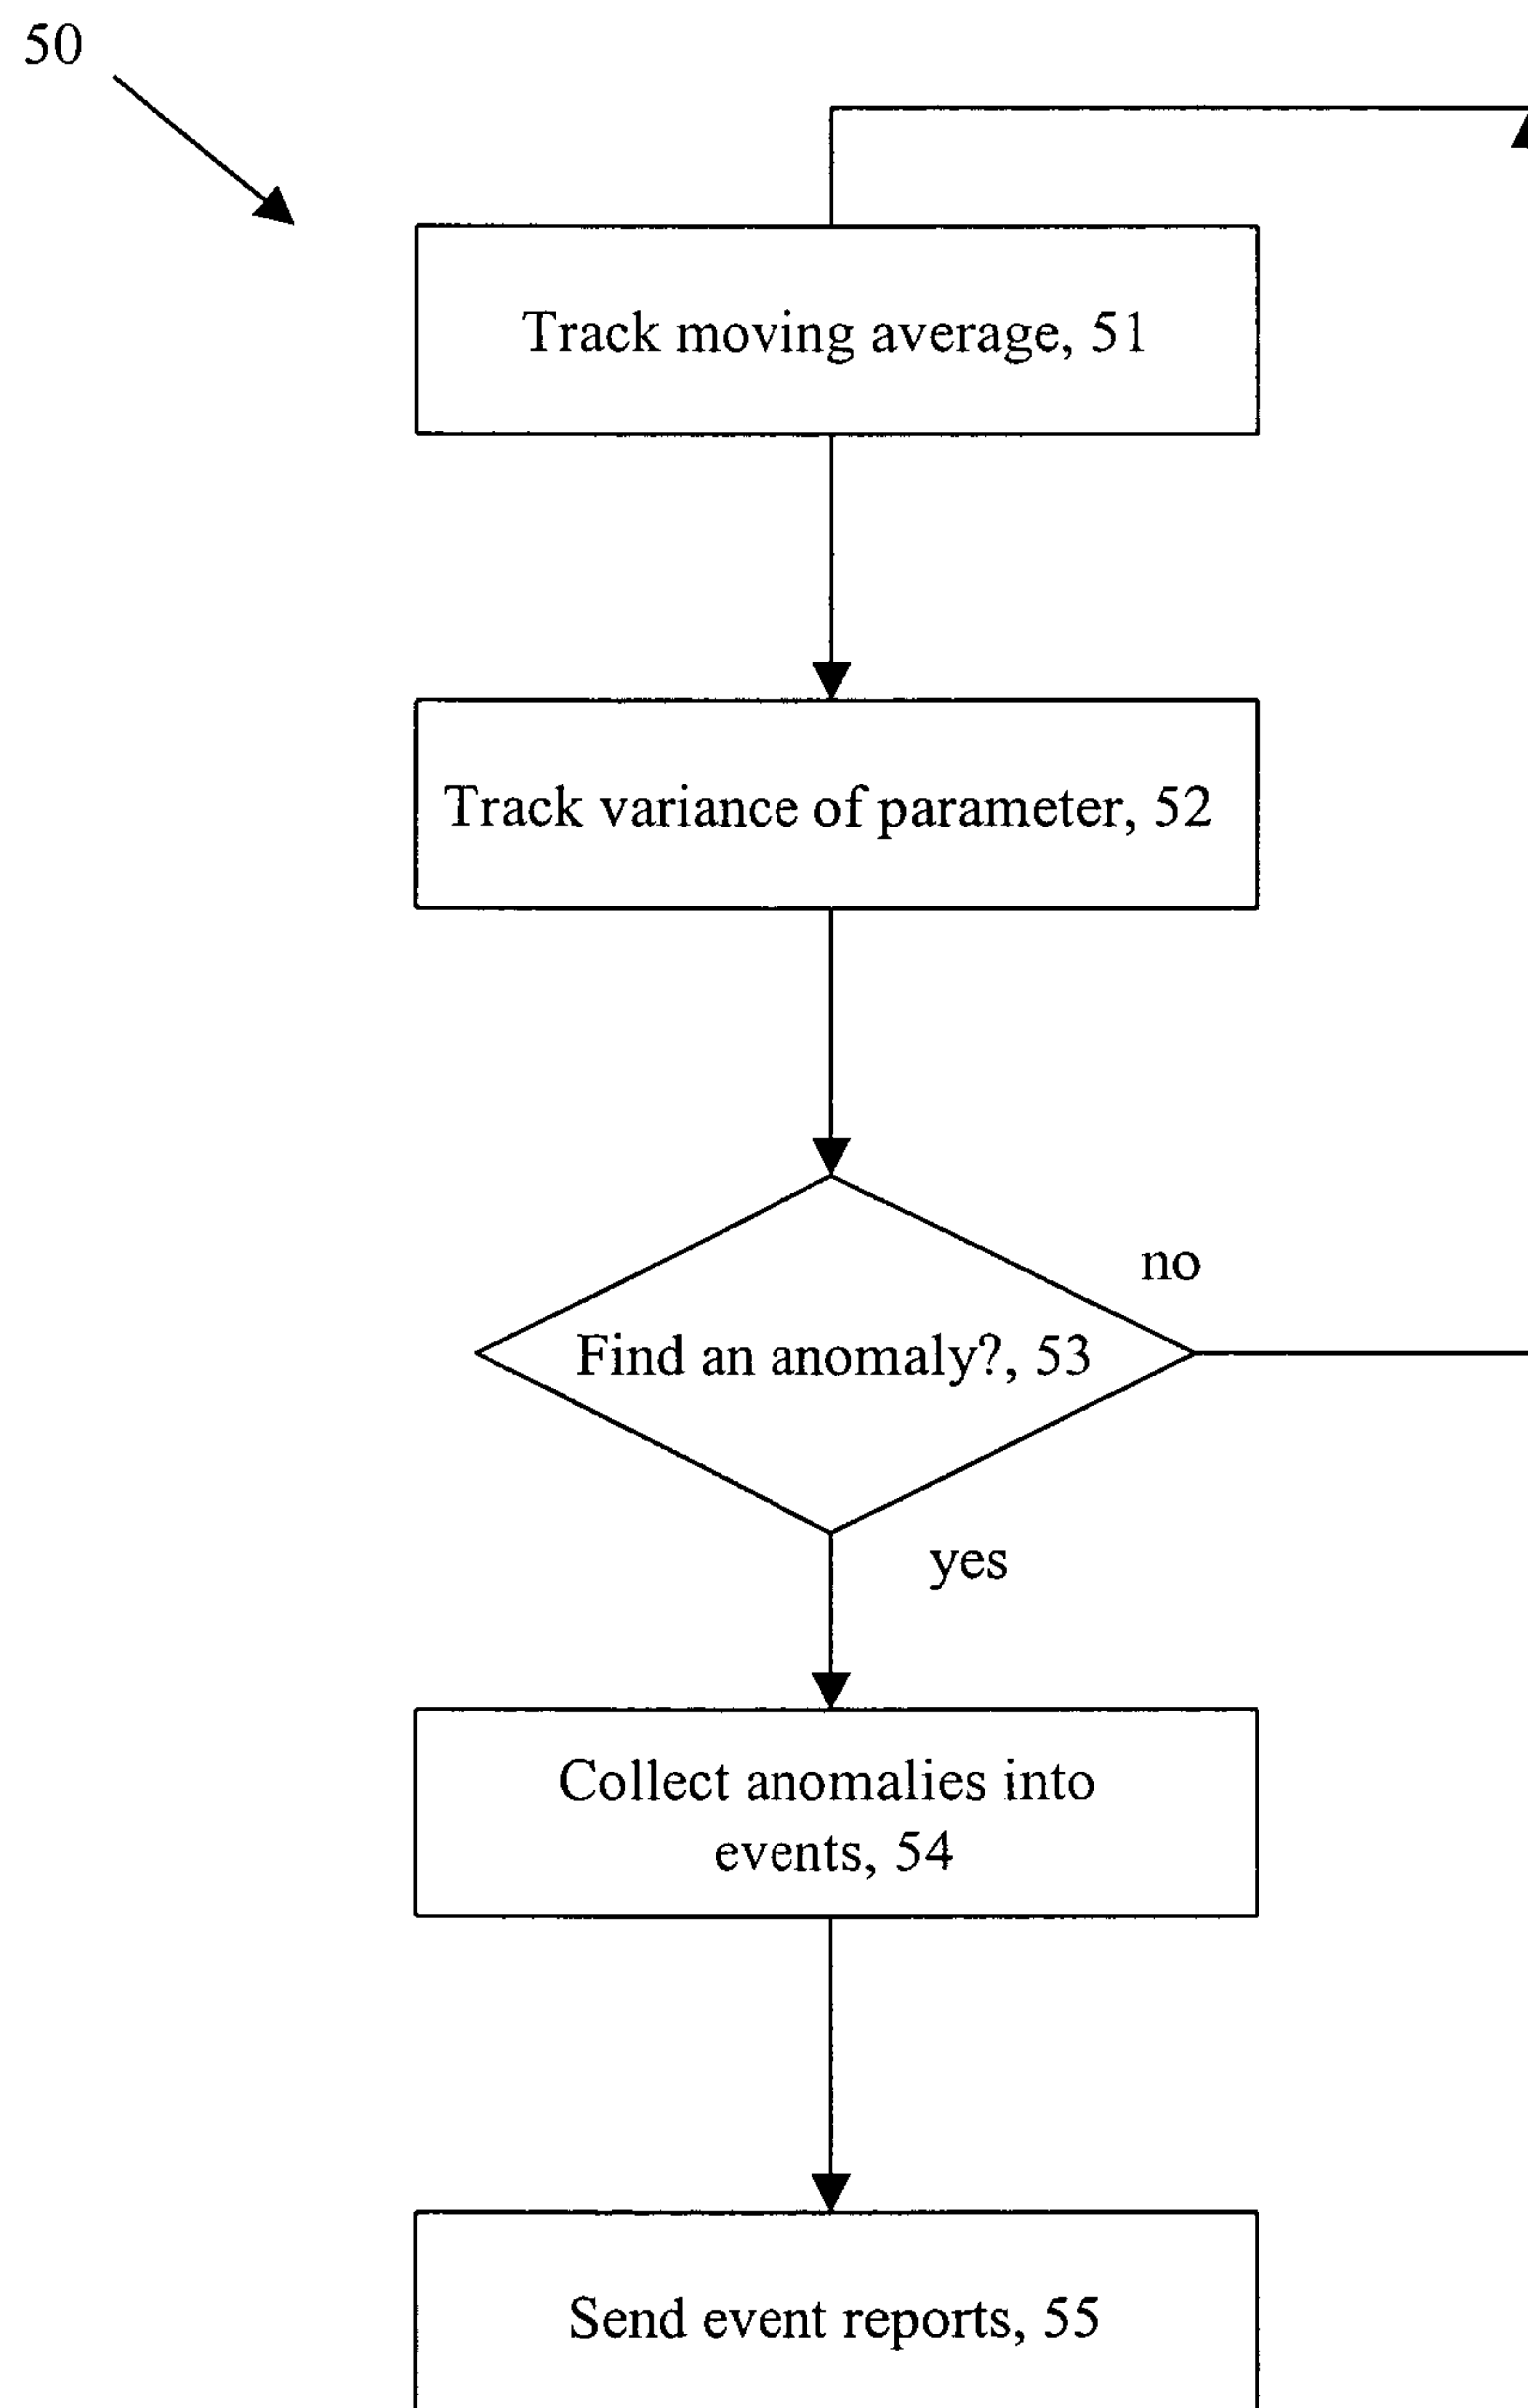 50
Track moving average, 51
Track variance of parameter, 52
no
Find an anomaly?, 53
yes
Collect anomalies into
events, 54
Send event reports, 55